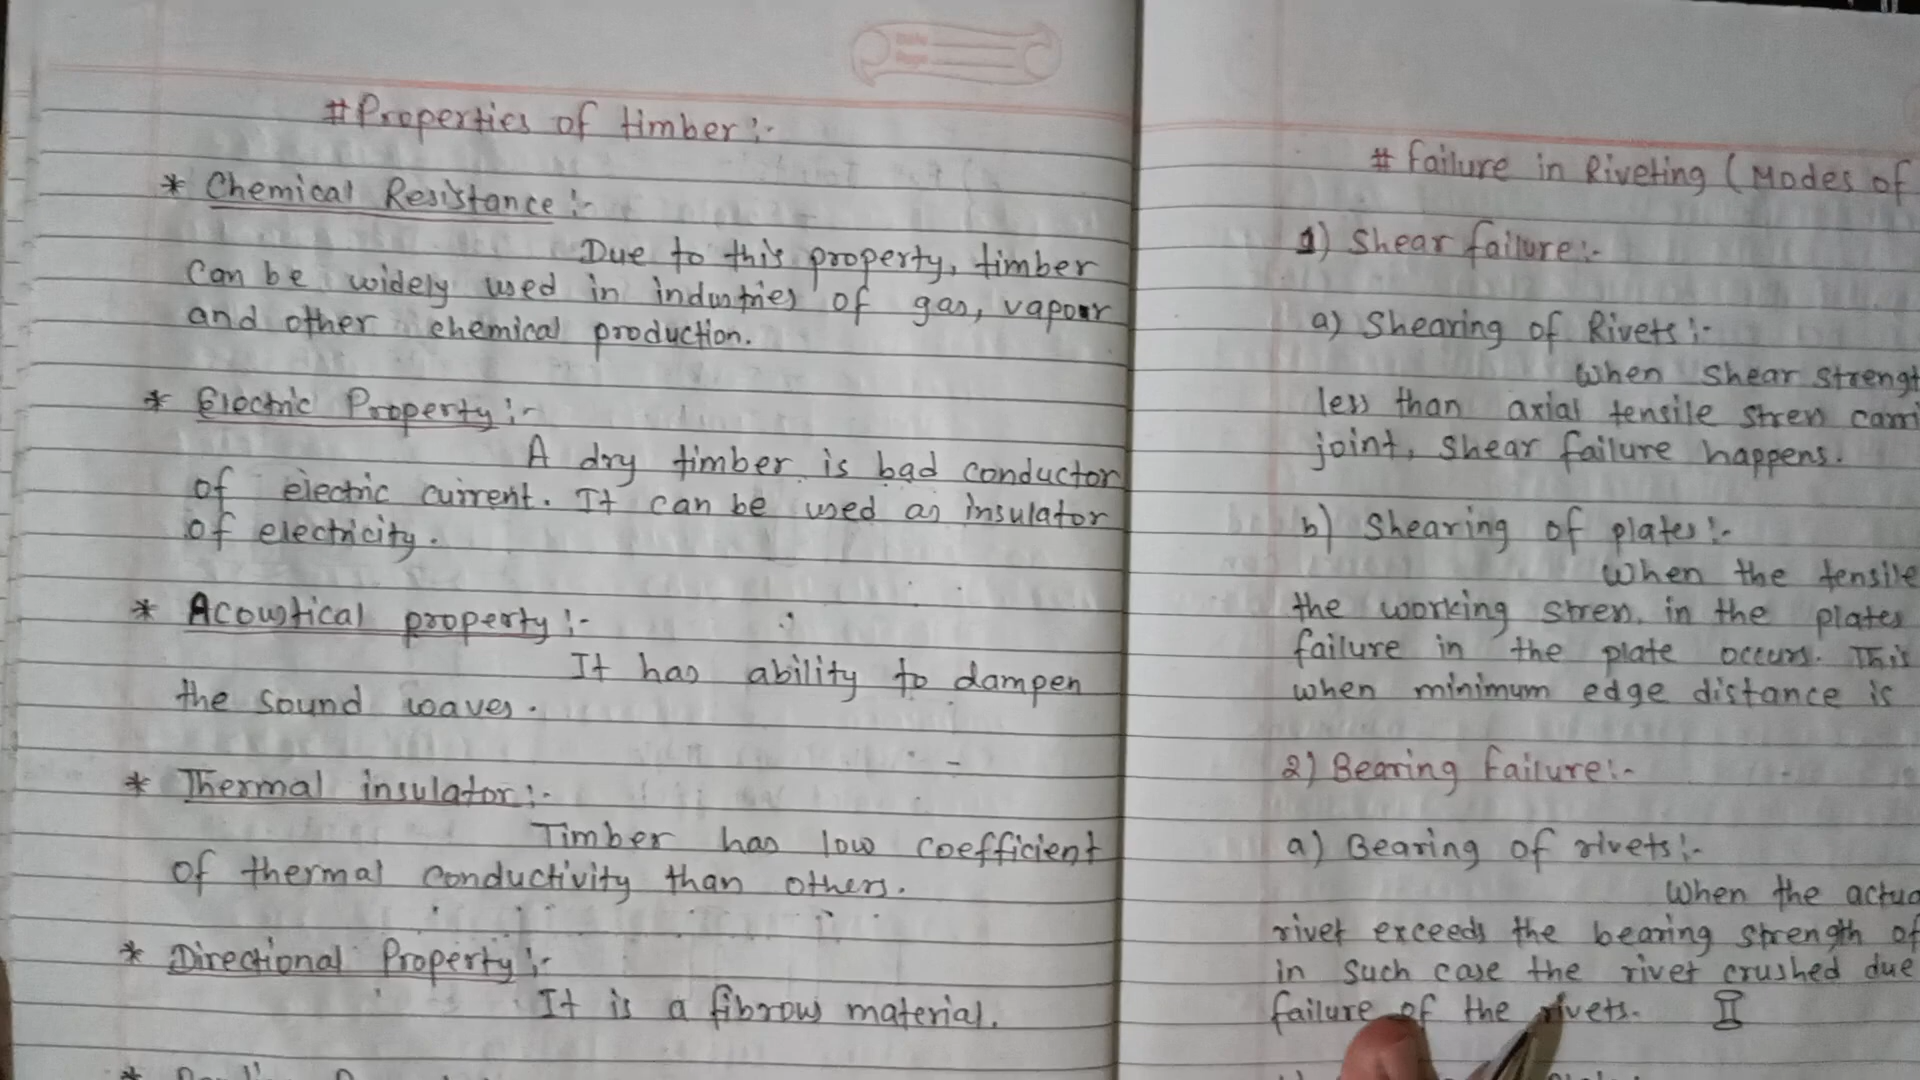 # Properties of timber :-
* Chemical Resistance :-
Due to this property, timber
can be widely used in industries of gas, vapour
and other chemical production.
* Electric Property :-
A dry timber is bad conductor
of electric current. It can be used as insulator
of electricity.
* Acoustical property :-
It has ability to dampen
the sound waves.
* Thermal insulator :-
Timber has low coefficient
of thermal conductivity than others.
* Directional Property :-
It is a fibrous material.
# Failure in Riveting (Modes of
1) Shear failure :-
a) Shearing of Rivets :-
When shear strengt
less than axial tensile stress carri
joint, shear failure happens.
b) Shearing of plates :-
When the tensile
the working stress in the plates
failure in the plate occurs. This
when minimum edge distance is
2) Bearing failure :-
a) Bearing of rivets :-
When the actua
rivet exceeds the bearing strength of
in such case the rivet crushed due
failure of the rivets.